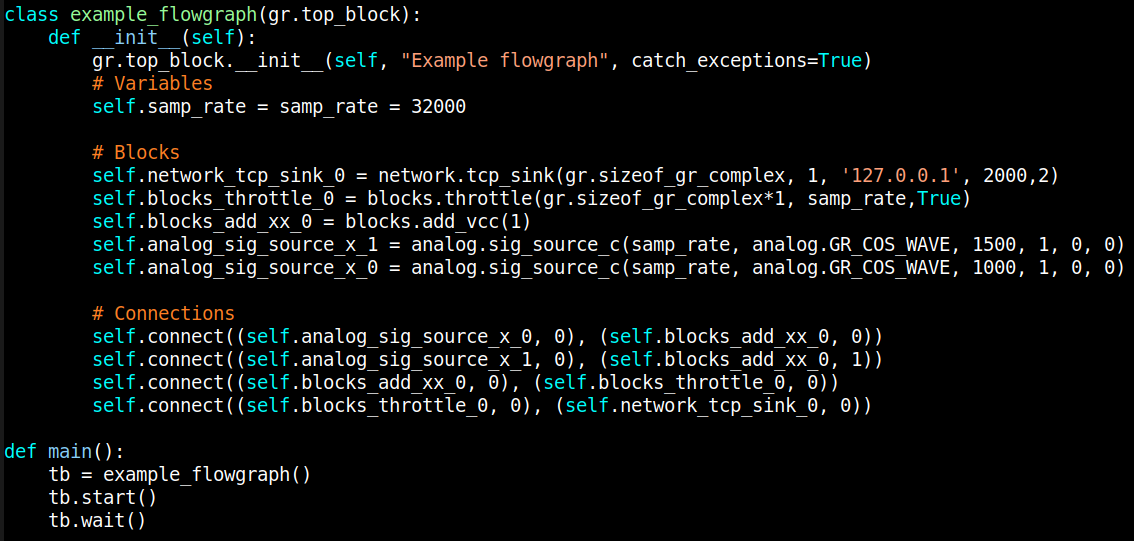 class example_flowgraph(gr.top_block):
    def __init__(self):
        gr.top_block.__init__(self, "Example flowgraph", catch_exceptions=True)
        # Variables
        self.samp_rate = samp_rate = 32000

        # Blocks
        self.network_tcp_sink_0 = network.tcp_sink(gr.sizeof_gr_complex, 1, '127.0.0.1', 2000,2)
        self.blocks_throttle_0 = blocks.throttle(gr.sizeof_gr_complex*1, samp_rate,True)
        self.blocks_add_xx_0 = blocks.add_vcc(1)
        self.analog_sig_source_x_1 = analog.sig_source_c(samp_rate, analog.GR_COS_WAVE, 1500, 1, 0, 0)
        self.analog_sig_source_x_0 = analog.sig_source_c(samp_rate, analog.GR_COS_WAVE, 1000, 1, 0, 0)

        # Connections
        self.connect((self.analog_sig_source_x_0, 0), (self.blocks_add_xx_0, 0))
        self.connect((self.analog_sig_source_x_1, 0), (self.blocks_add_xx_0, 1))
        self.connect((self.blocks_add_xx_0, 0), (self.blocks_throttle_0, 0))
        self.connect((self.blocks_throttle_0, 0), (self.network_tcp_sink_0, 0))

def main():
    tb = example_flowgraph()
    tb.start()
    tb.wait()